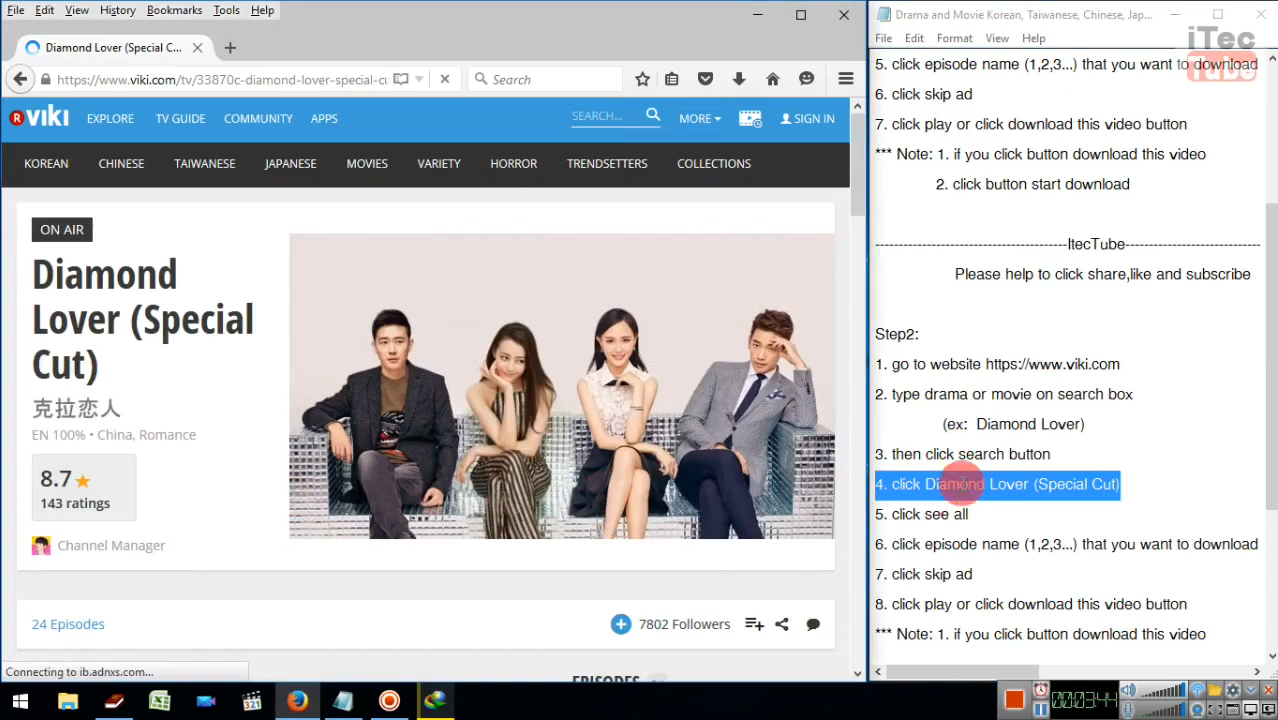 File Edit View History Bookmarks Tools Help
Diamond Lover (Special C...
https://www.viki.com/tv/33870c-diamond-lover-special-cu
Search
R viki EXPLORE TV GUIDE COMMUNITY APPS SEARCH... MORE SIGN IN
KOREAN CHINESE TAIWANESE JAPANESE MOVIES VARIETY HORROR TRENDSETTERS COLLECTIONS
ON AIR
Diamond
Lover (Special
Cut)
克拉恋人
EN 100% • China, Romance
8.7
143 ratings
Channel Manager
24 Episodes 7802 Followers
EPISODES
Connecting to ib.adnxs.com...
Drama and Movie Korean, Taiwanese, Chinese, Jap...
File Edit Format View Help
iTec
Tube
5. click episode name (1,2,3...) that you want to download
6. click skip ad
7. click play or click download this video button
*** Note: 1. if you click button download this video
2. click button start download
-----------------------------------------ItecTube-----------------------------------------
Please help to click share,like and subscribe
Step2:
1. go to website https://www.viki.com
2. type drama or movie on search box
(ex: Diamond Lover)
3. then click search button
4. click Diamond Lover (Special Cut)
5. click see all
6. click episode name (1,2,3...) that you want to download
7. click skip ad
8. click play or click download this video button
*** Note: 1. if you click button download this video
321
00:03:44